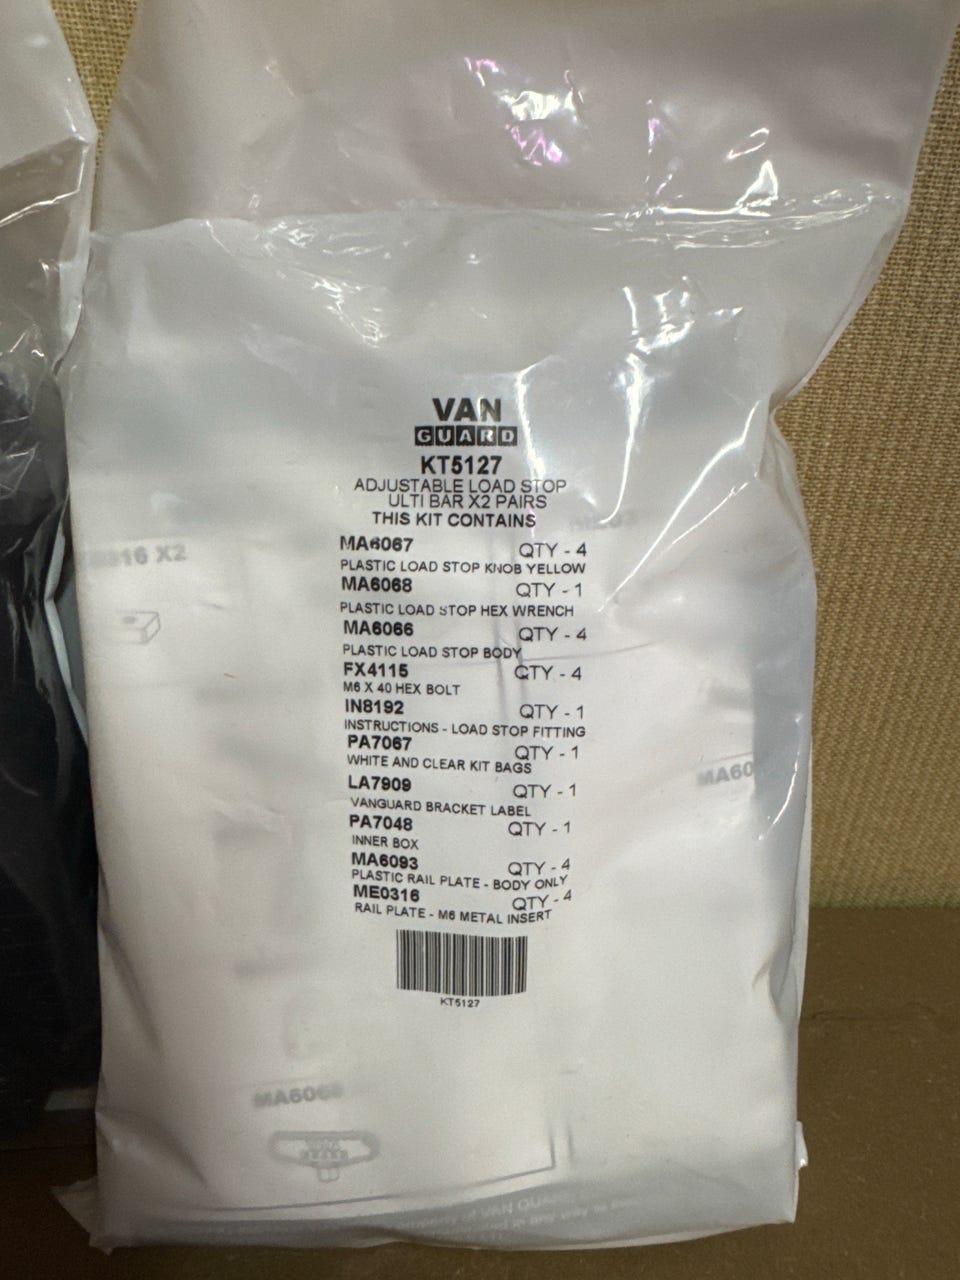 VAN
GUARD
KT5127
ADJUSTABLE LOAD STOP
ULTI BAR X2 PAIRS
THIS KIT CONTAINS
MA6067 QTY - 4
PLASTIC LOAD STOP KNOB YELLOW
MA6068 QTY - 1
PLASTIC LOAD STOP HEX WRENCH
MA6066 QTY - 4
PLASTIC LOAD STOP BODY
FX4115 QTY - 4
M6 X 40 HEX BOLT
IN8192 QTY - 1
INSTRUCTIONS - LOAD STOP FITTING
PA7067 QTY - 1
WHITE AND CLEAR KIT BAGS
LA7909 QTY - 1
VANGUARD BRACKET LABEL
PA7048 QTY - 1
INNER BOX
MA6093 QTY - 4
PLASTIC RAIL PLATE - BODY ONLY
ME0316 QTY - 4
RAIL PLATE - M6 METAL INSERT
KT5127
X2
MA60
MA6068